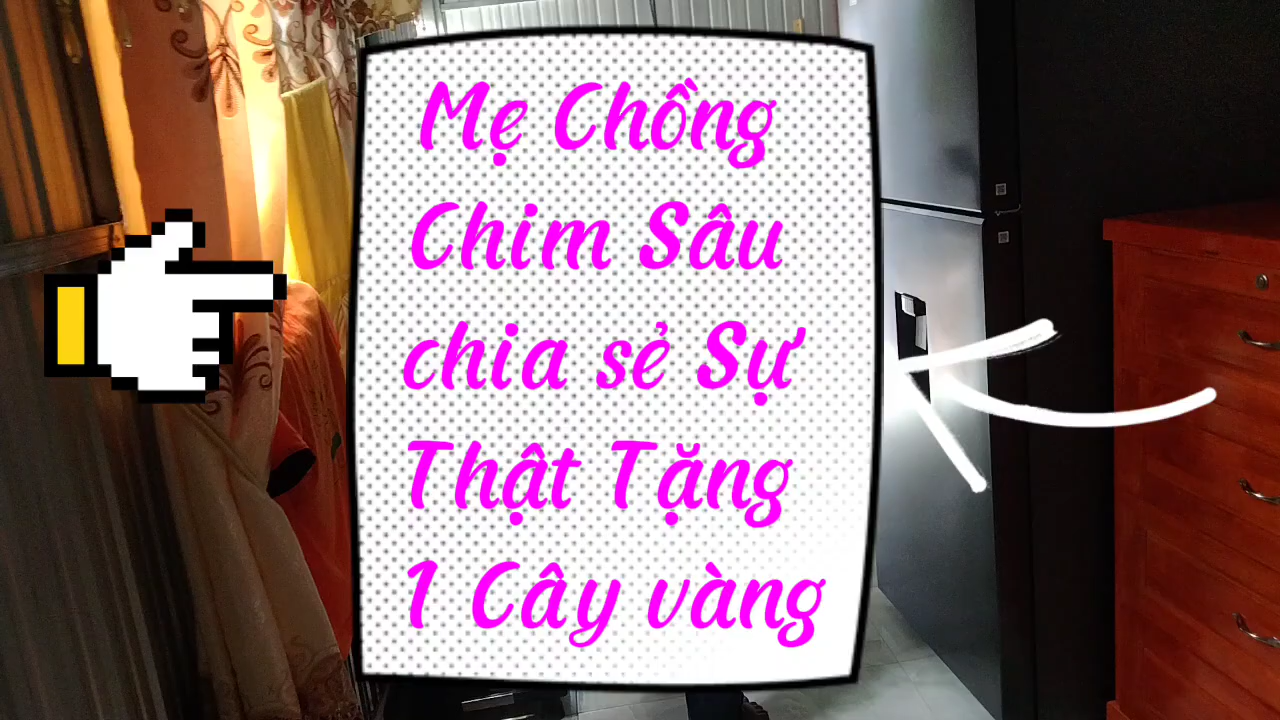 Mẹ Chồng
Chim Sâu
chia sẻ Sự
Thật Tặng
1 Cây vàng